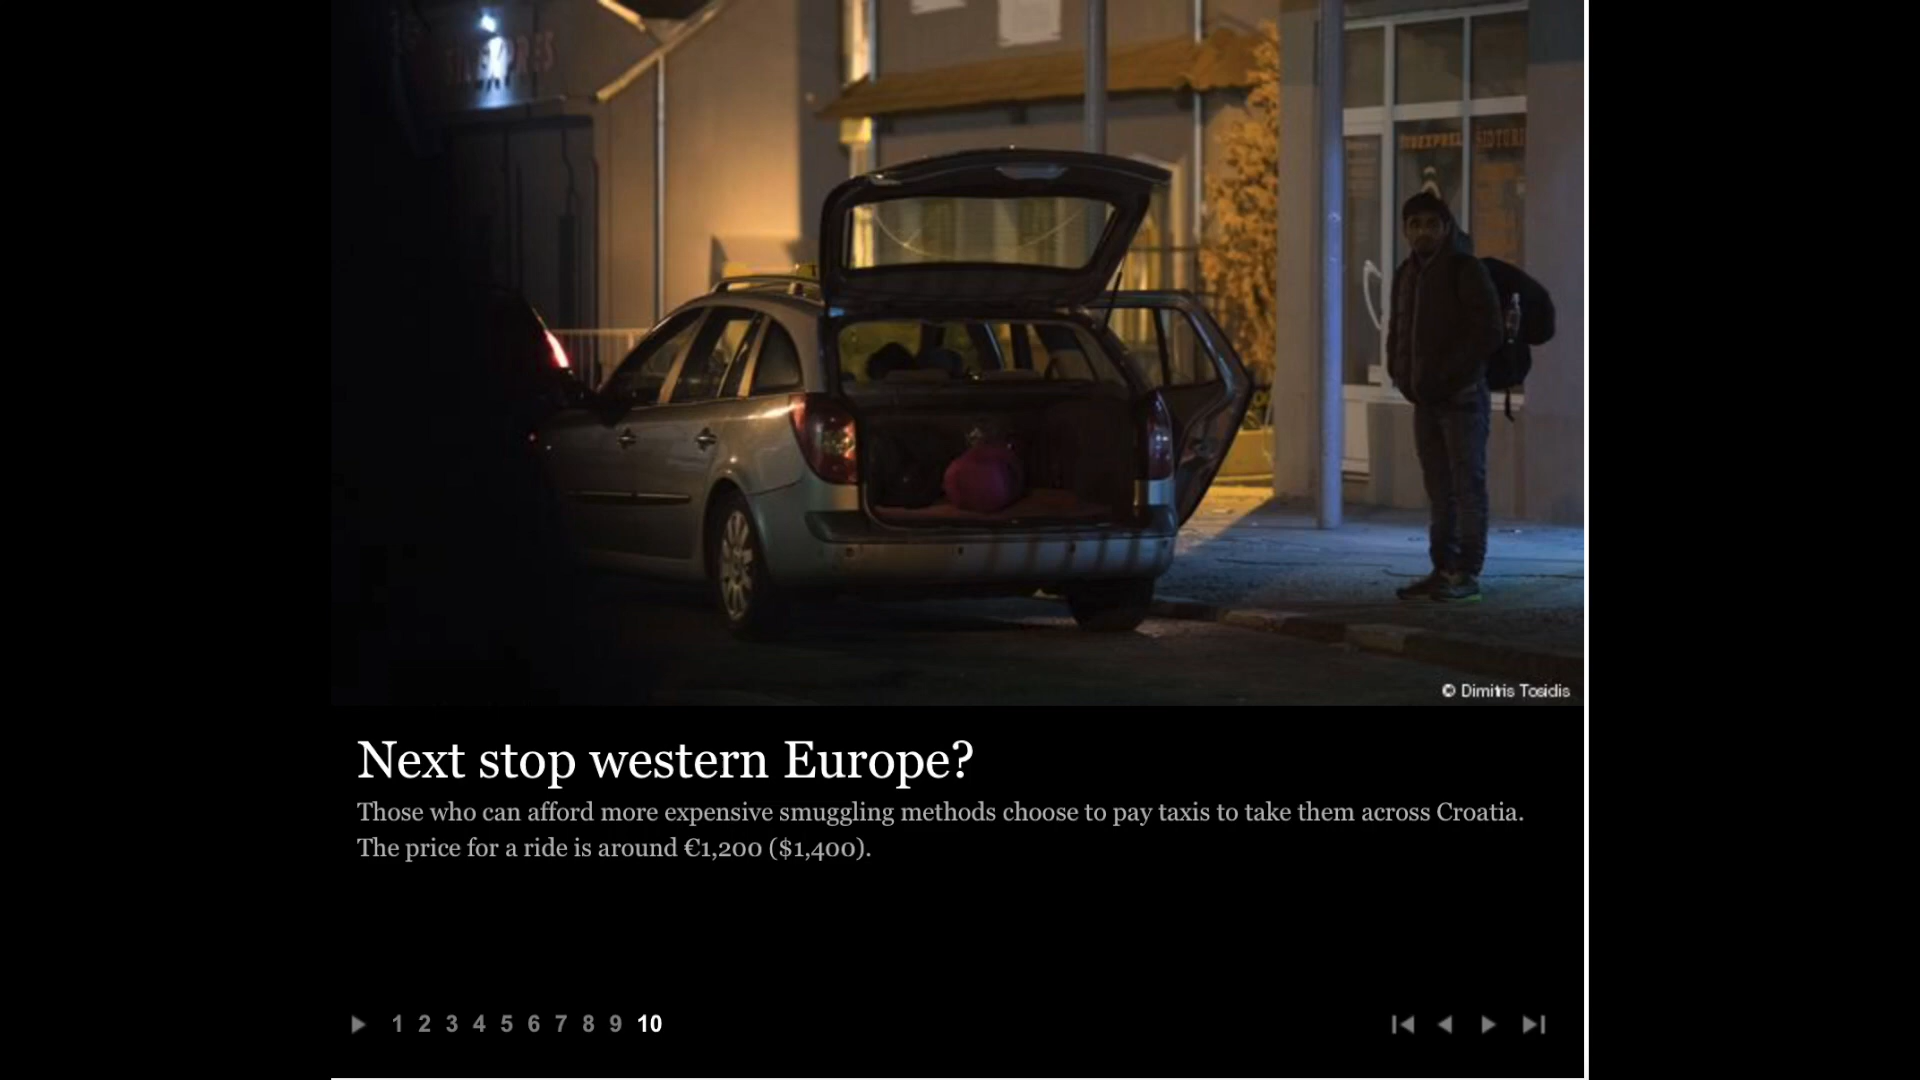 © Dimitris Tosidis
Next stop western Europe?
Those who can afford more expensive smuggling methods choose to pay taxis to take them across Croatia.
The price for a ride is around €1,200 ($1,400).
1 2 3 4 5 6 7 8 9 10